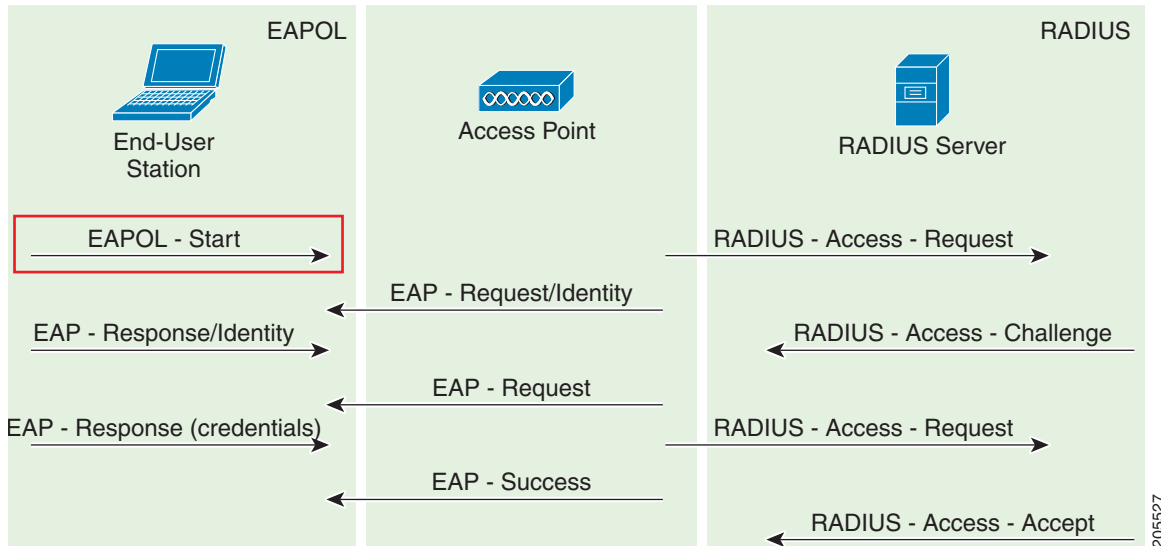 EAPOL
RADIUS
End-User
Station
Access Point
RADIUS Server
EAPOL - Start
RADIUS - Access - Request
EAP - Request/Identity
EAP - Response/Identity
RADIUS - Access - Challenge
EAP - Request
EAP - Response (credentials)
RADIUS - Access - Request
EAP - Success
RADIUS - Access - Accept
205527